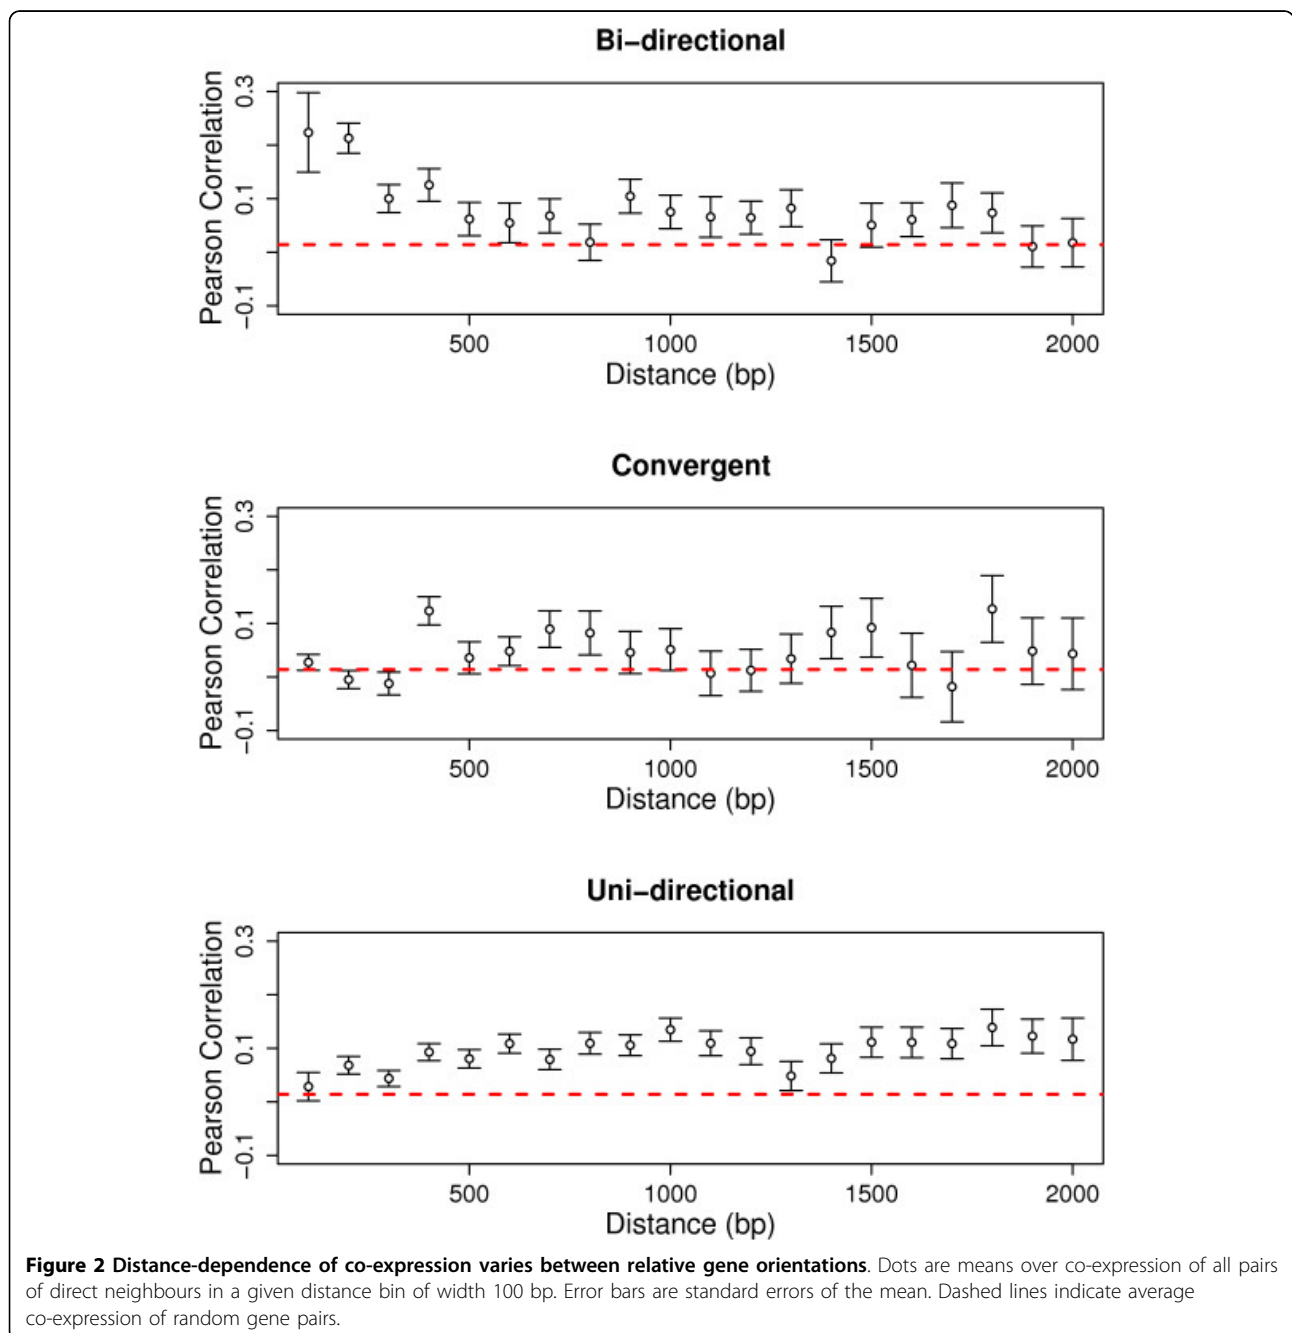 Bi−directional
Pearson Correlation
0.3
0.1
−0.1
500 1000 1500 2000
Distance (bp)
Convergent
Pearson Correlation
0.3
0.1
−0.1
500 1000 1500 2000
Distance (bp)
Uni−directional
Pearson Correlation
0.3
0.1
−0.1
500 1000 1500 2000
Distance (bp)
Figure 2 Distance-dependence of co-expression varies between relative gene orientations. Dots are means over co-expression of all pairs
of direct neighbours in a given distance bin of width 100 bp. Error bars are standard errors of the mean. Dashed lines indicate average
co-expression of random gene pairs.